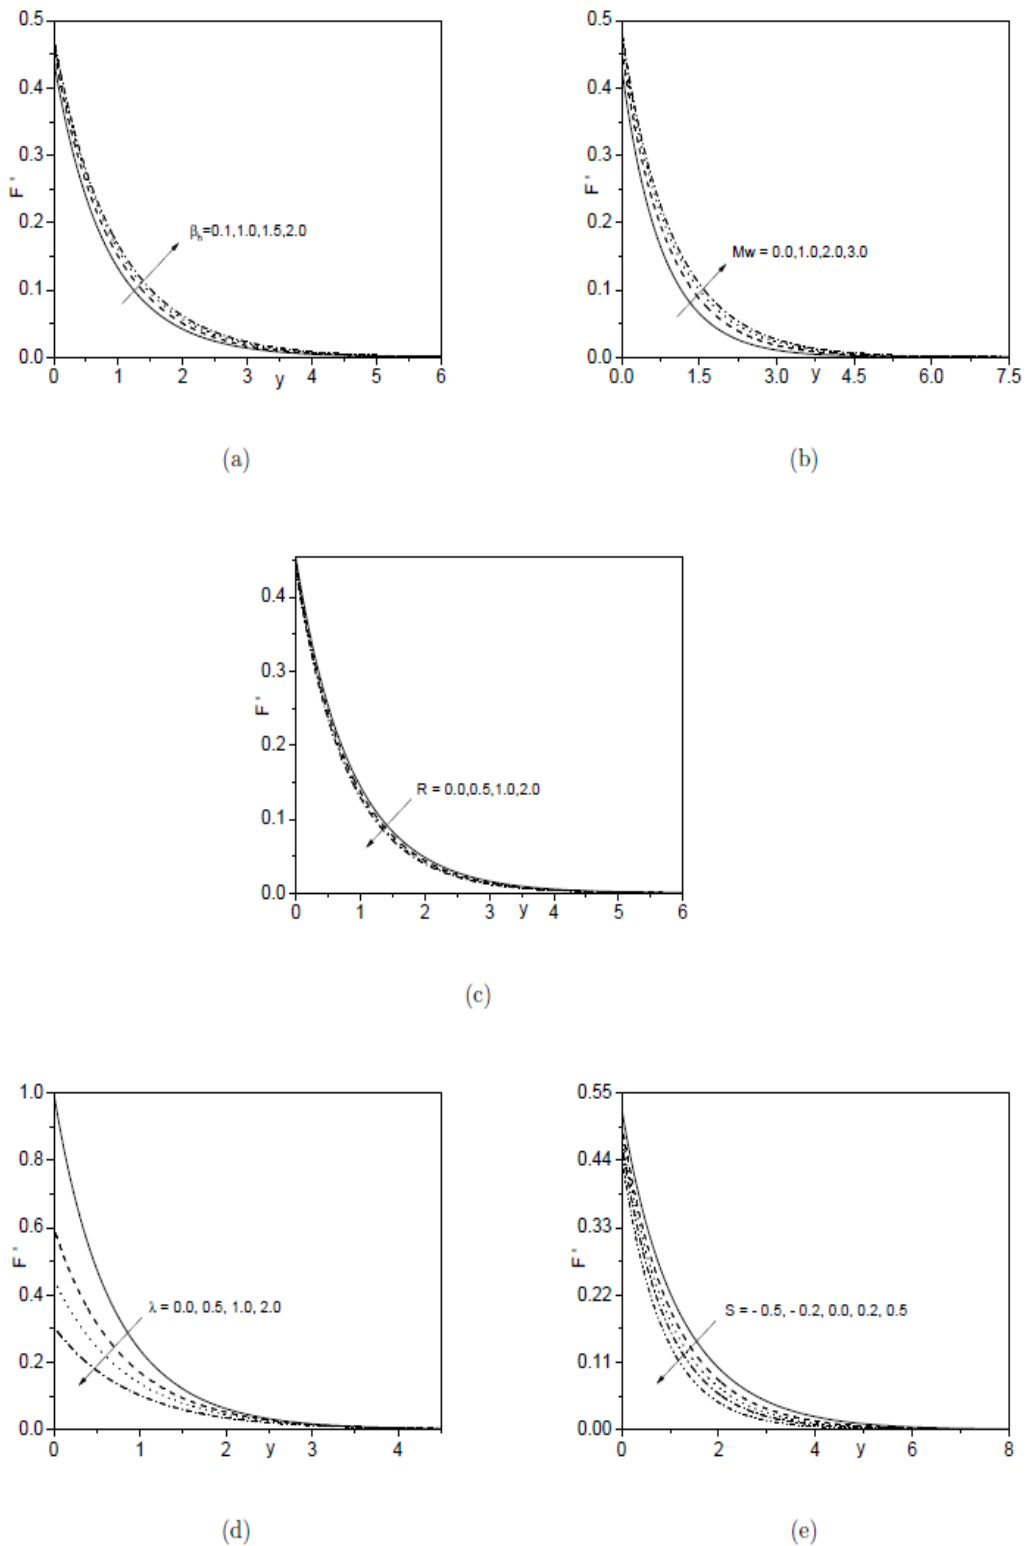 0.5
0.4
0.3
0.2
0.1
0.0
F '
βh=0.1,1.0,1.5,2.0
0 1 2 y 3 4 5 6
(a)
0.5
0.4
0.3
0.2
0.1
0.0
F '
Mw = 0.0,1.0,2.0,3.0
0.0 1.5 3.0 y 4.5 6.0 7.5
(b)
0.4
0.3
0.2
0.1
0.0
F '
R = 0.0,0.5,1.0,2.0
0 1 2 3 y 4 5 6
(c)
1.0
0.8
0.6
0.4
0.2
0.0
F '
λ = 0.0, 0.5, 1.0, 2.0
0 1 2 y 3 4
(d)
0.55
0.44
0.33
0.22
0.11
0.00
F '
S = - 0.5, - 0.2, 0.0, 0.2, 0.5
0 2 4 y 6 8
(e)